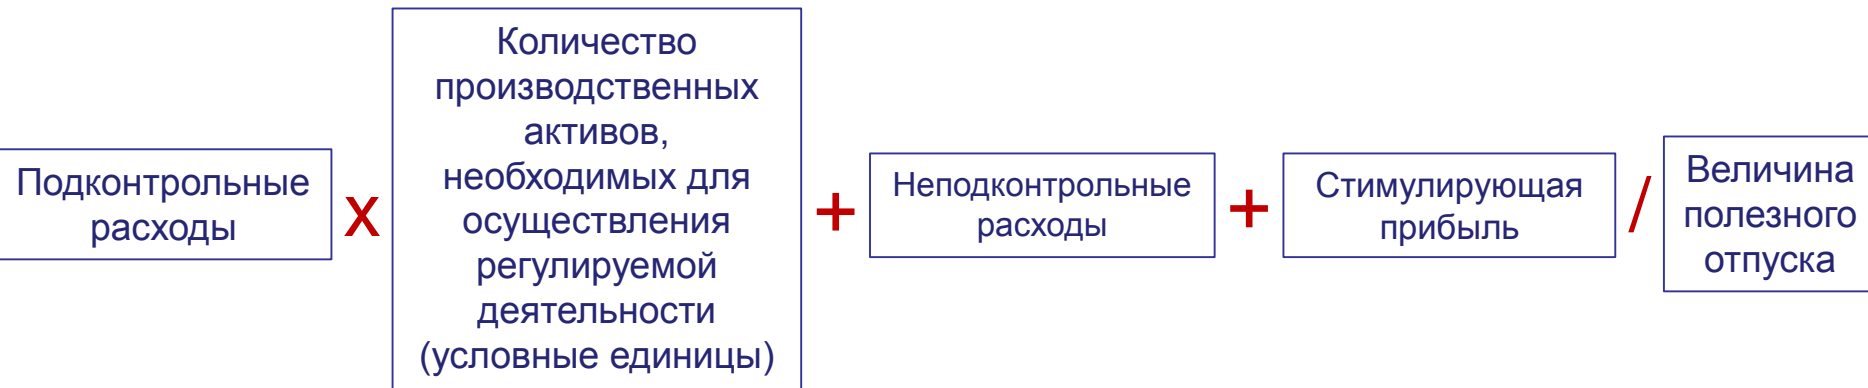 Подконтрольные
расходы
х
Количество
производственных
активов,
необходимых для
осуществления
регулируемой
деятельности
(условные единицы)
+
Неподконтрольные
расходы
+
Стимулирующая
прибыль
/
Величина
полезного
отпуска